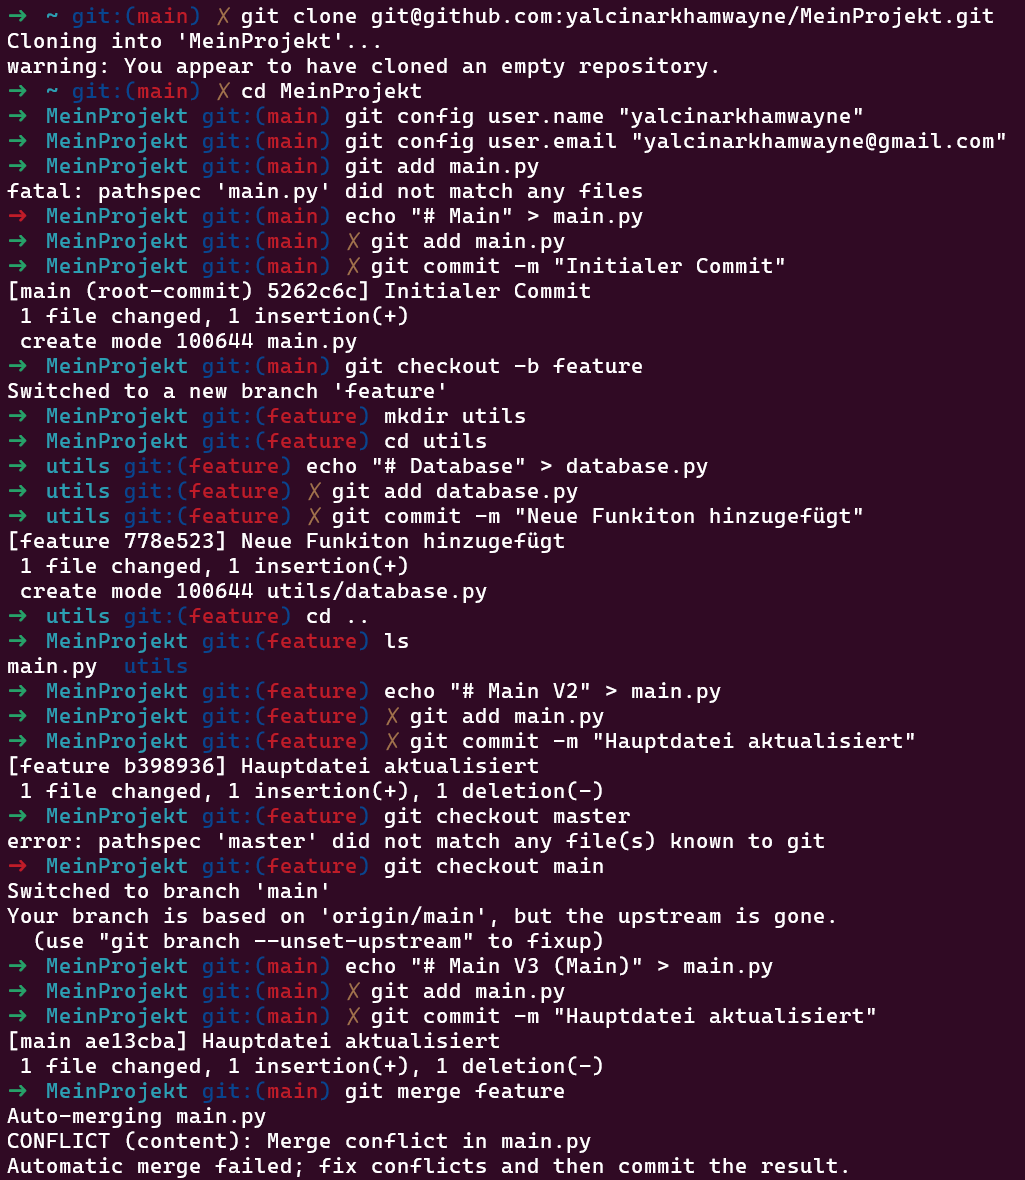 ➜ ~ git:(main) ✗ git clone git@github.com:yalcinarkhamwayne/MeinProjekt.git
Cloning into 'MeinProjekt'...
warning: You appear to have cloned an empty repository.
➜ ~ git:(main) ✗ cd MeinProjekt
➜ MeinProjekt git:(main) git config user.name "yalcinarkhamwayne"
➜ MeinProjekt git:(main) git config user.email "yalcinarkhamwayne@gmail.com"
➜ MeinProjekt git:(main) git add main.py
fatal: pathspec 'main.py' did not match any files
➜ MeinProjekt git:(main) echo "# Main" > main.py
➜ MeinProjekt git:(main) ✗ git add main.py
➜ MeinProjekt git:(main) ✗ git commit -m "Initialer Commit"
[main (root-commit) 5262c6c] Initialer Commit
 1 file changed, 1 insertion(+)
 create mode 100644 main.py
➜ MeinProjekt git:(main) git checkout -b feature
Switched to a new branch 'feature'
➜ MeinProjekt git:(feature) mkdir utils
➜ MeinProjekt git:(feature) cd utils
➜ utils git:(feature) echo "# Database" > database.py
➜ utils git:(feature) ✗ git add database.py
➜ utils git:(feature) ✗ git commit -m "Neue Funkiton hinzugefügt"
[feature 778e523] Neue Funkiton hinzugefügt
 1 file changed, 1 insertion(+)
 create mode 100644 utils/database.py
➜ utils git:(feature) cd ..
➜ MeinProjekt git:(feature) ls
main.py utils
➜ MeinProjekt git:(feature) echo "# Main V2" > main.py
➜ MeinProjekt git:(feature) ✗ git add main.py
➜ MeinProjekt git:(feature) ✗ git commit -m "Hauptdatei aktualisiert"
[feature b398936] Hauptdatei aktualisiert
 1 file changed, 1 insertion(+), 1 deletion(-)
➜ MeinProjekt git:(feature) git checkout master
error: pathspec 'master' did not match any file(s) known to git
➜ MeinProjekt git:(feature) git checkout main
Switched to branch 'main'
Your branch is based on 'origin/main', but the upstream is gone.
  (use "git branch --unset-upstream" to fixup)
➜ MeinProjekt git:(main) echo "# Main V3 (Main)" > main.py
➜ MeinProjekt git:(main) ✗ git add main.py
➜ MeinProjekt git:(main) ✗ git commit -m "Hauptdatei aktualisiert"
[main ae13cba] Hauptdatei aktualisiert
 1 file changed, 1 insertion(+), 1 deletion(-)
➜ MeinProjekt git:(main) git merge feature
Auto-merging main.py
CONFLICT (content): Merge conflict in main.py
Automatic merge failed; fix conflicts and then commit the result.